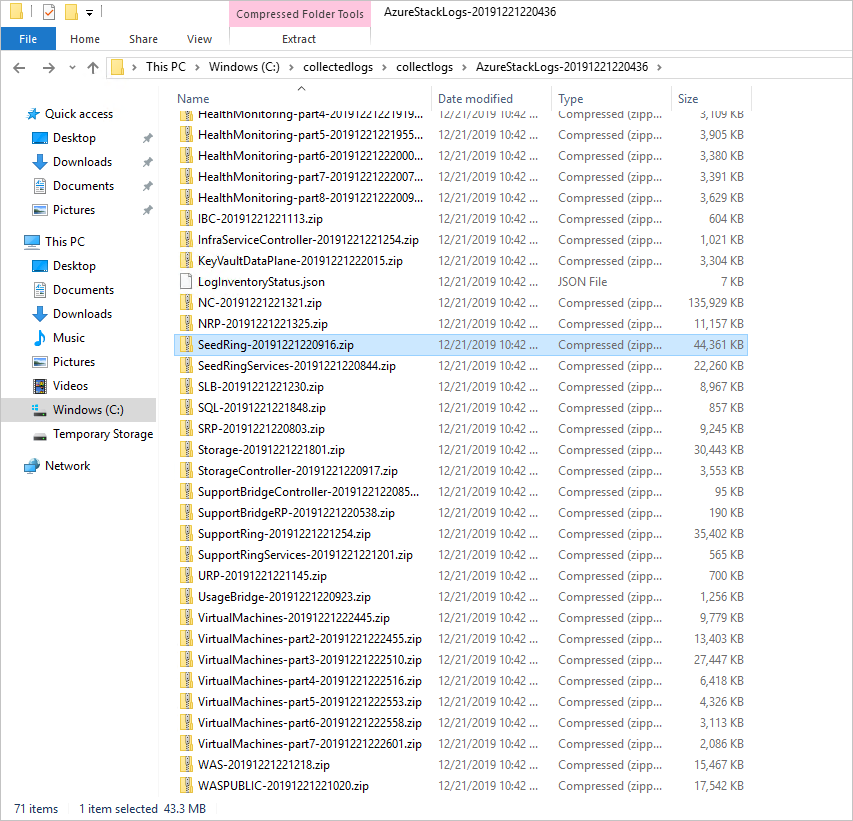 Compressed Folder Tools AzureStackLogs-20191221220436
File Home Share View Extract
This PC Windows (C:) collectedlogs collectlogs AzureStackLogs-20191221220436
Name Date modified Type Size
Quick access
Desktop
Downloads
Documents
Pictures
This PC
Desktop
Documents
Downloads
Music
Pictures
Videos
Windows (C:)
Temporary Storage
Network
HealthMonitoring-part4-20191221221919... 12/21/2019 10:42 ... Compressed (zipp... 3,109 KB
HealthMonitoring-part5-20191221221955... 12/21/2019 10:42 ... Compressed (zipp... 3,905 KB
HealthMonitoring-part6-20191221222000... 12/21/2019 10:42 ... Compressed (zipp... 3,380 KB
HealthMonitoring-part7-20191221222007... 12/21/2019 10:42 ... Compressed (zipp... 3,391 KB
HealthMonitoring-part8-20191221222009... 12/21/2019 10:42 ... Compressed (zipp... 3,629 KB
IBC-20191221221113.zip 12/21/2019 10:42 ... Compressed (zipp... 604 KB
InfraServiceController-20191221221254.zip 12/21/2019 10:42 ... Compressed (zipp... 1,021 KB
KeyVaultDataPlane-20191221222015.zip 12/21/2019 10:42 ... Compressed (zipp... 3,304 KB
LogInventoryStatus.json 12/21/2019 10:42 ... JSON File 7 KB
NC-20191221221321.zip 12/21/2019 10:42 ... Compressed (zipp... 135,929 KB
NRP-20191221221325.zip 12/21/2019 10:42 ... Compressed (zipp... 11,157 KB
SeedRing-20191221220916.zip 12/21/2019 10:42 ... Compressed (zipp... 44,361 KB
SeedRingServices-20191221220844.zip 12/21/2019 10:42 ... Compressed (zipp... 22,260 KB
SLB-20191221221230.zip 12/21/2019 10:42 ... Compressed (zipp... 8,967 KB
SQL-20191221221848.zip 12/21/2019 10:42 ... Compressed (zipp... 857 KB
SRP-20191221220803.zip 12/21/2019 10:42 ... Compressed (zipp... 9,245 KB
Storage-20191221221801.zip 12/21/2019 10:42 ... Compressed (zipp... 30,443 KB
StorageController-20191221220917.zip 12/21/2019 10:42 ... Compressed (zipp... 3,553 KB
SupportBridgeController-2019122122085... 12/21/2019 10:42 ... Compressed (zipp... 95 KB
SupportBridgeRP-20191221220538.zip 12/21/2019 10:42 ... Compressed (zipp... 190 KB
SupportRing-20191221221254.zip 12/21/2019 10:42 ... Compressed (zipp... 35,402 KB
SupportRingServices-20191221221201.zip 12/21/2019 10:42 ... Compressed (zipp... 565 KB
URP-20191221221145.zip 12/21/2019 10:42 ... Compressed (zipp... 700 KB
UsageBridge-20191221220923.zip 12/21/2019 10:42 ... Compressed (zipp... 1,256 KB
VirtualMachines-20191221222445.zip 12/21/2019 10:42 ... Compressed (zipp... 9,779 KB
VirtualMachines-part2-20191221222455.zip 12/21/2019 10:42 ... Compressed (zipp... 13,403 KB
VirtualMachines-part3-20191221222510.zip 12/21/2019 10:42 ... Compressed (zipp... 27,447 KB
VirtualMachines-part4-20191221222516.zip 12/21/2019 10:42 ... Compressed (zipp... 6,418 KB
VirtualMachines-part5-20191221222553.zip 12/21/2019 10:42 ... Compressed (zipp... 4,326 KB
VirtualMachines-part6-20191221222558.zip 12/21/2019 10:42 ... Compressed (zipp... 3,113 KB
VirtualMachines-part7-20191221222601.zip 12/21/2019 10:42 ... Compressed (zipp... 2,086 KB
WAS-20191221221218.zip 12/21/2019 10:42 ... Compressed (zipp... 15,467 KB
WASPUBLIC-20191221221020.zip 12/21/2019 10:42 ... Compressed (zipp... 17,542 KB
71 items 1 item selected 43.3 MB